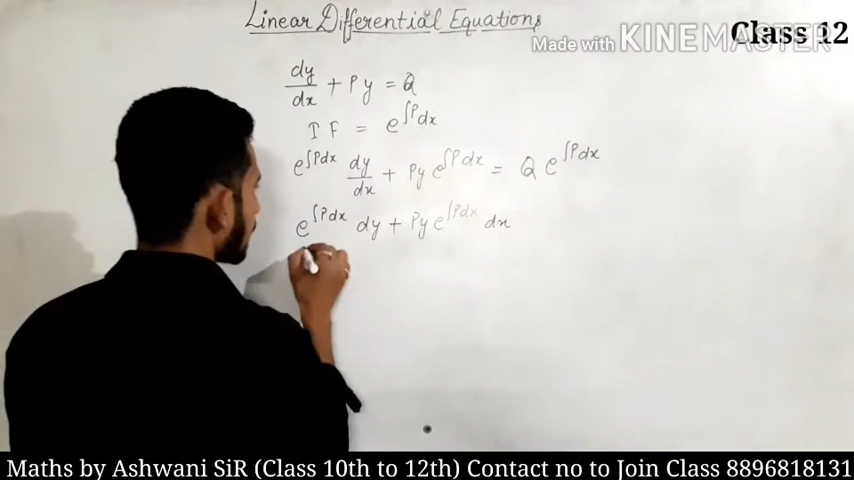 Linear Differential Equations
Made with KINEMASTER
Class 12
dy/dx + Py = Q
IF = e^∫Pdx
e^∫Pdx dy/dx + Py e^∫Pdx = Q e^∫Pdx
e^∫Pdx dy + Py e^∫Pdx dx
Maths by Ashwani SiR (Class 10th to 12th) Contact no to Join Class 8896818131